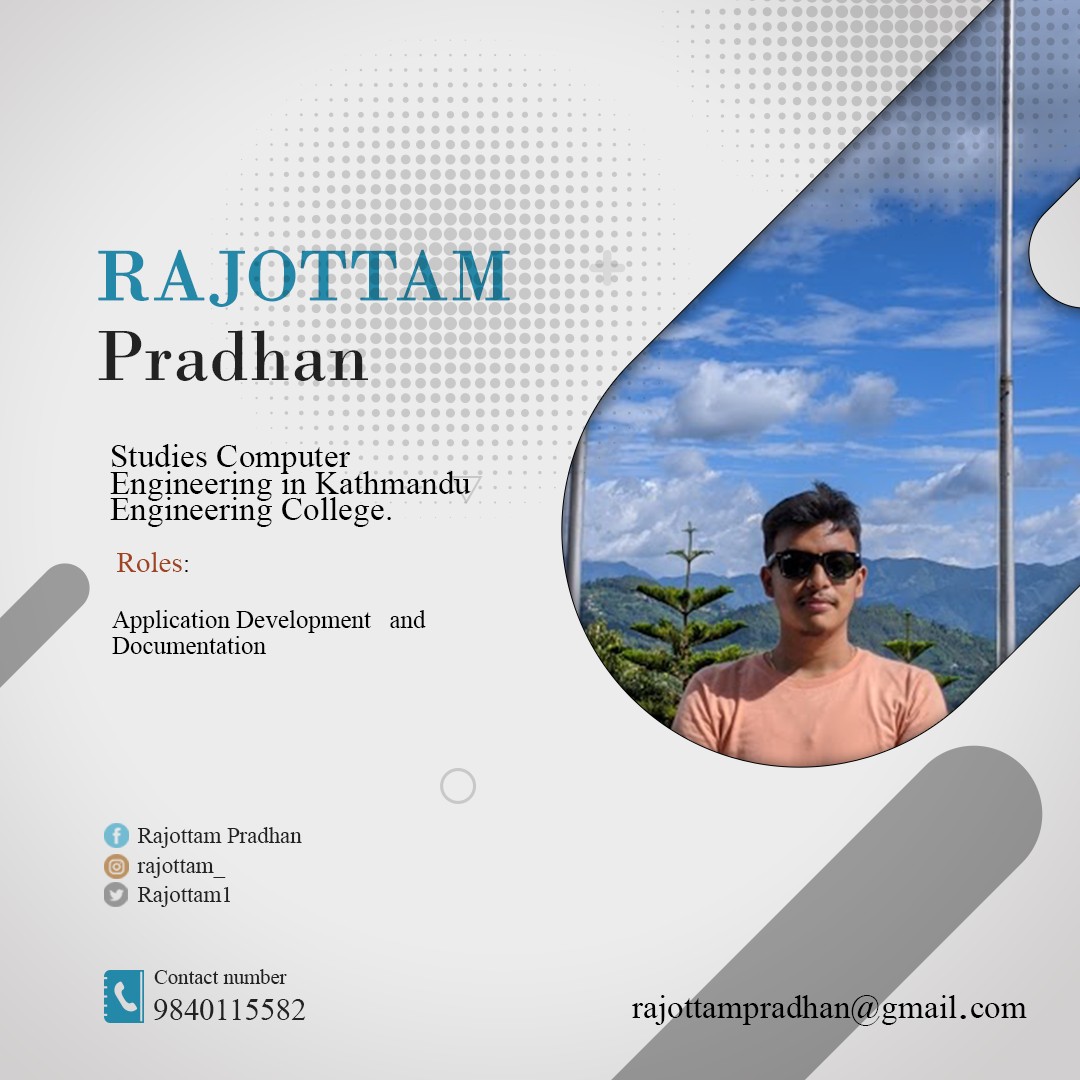 RAJOTTAM
Pradhan
Studies Computer
Engineering in Kathmandu
Engineering College.
Roles:
Application Development and
Documentation
Rajottam Pradhan
rajottam_
Rajottam1
Contact number
9840115582
rajottampradhan@gmail.com